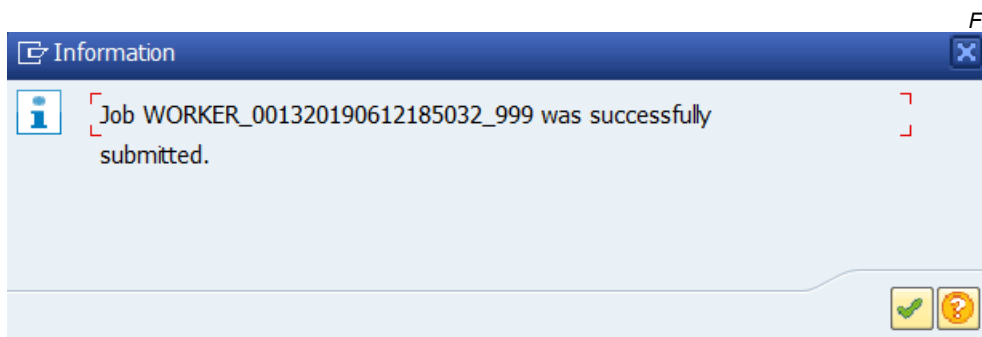 F
Information
Job WORKER_001320190612185032_999 was successfully
submitted.